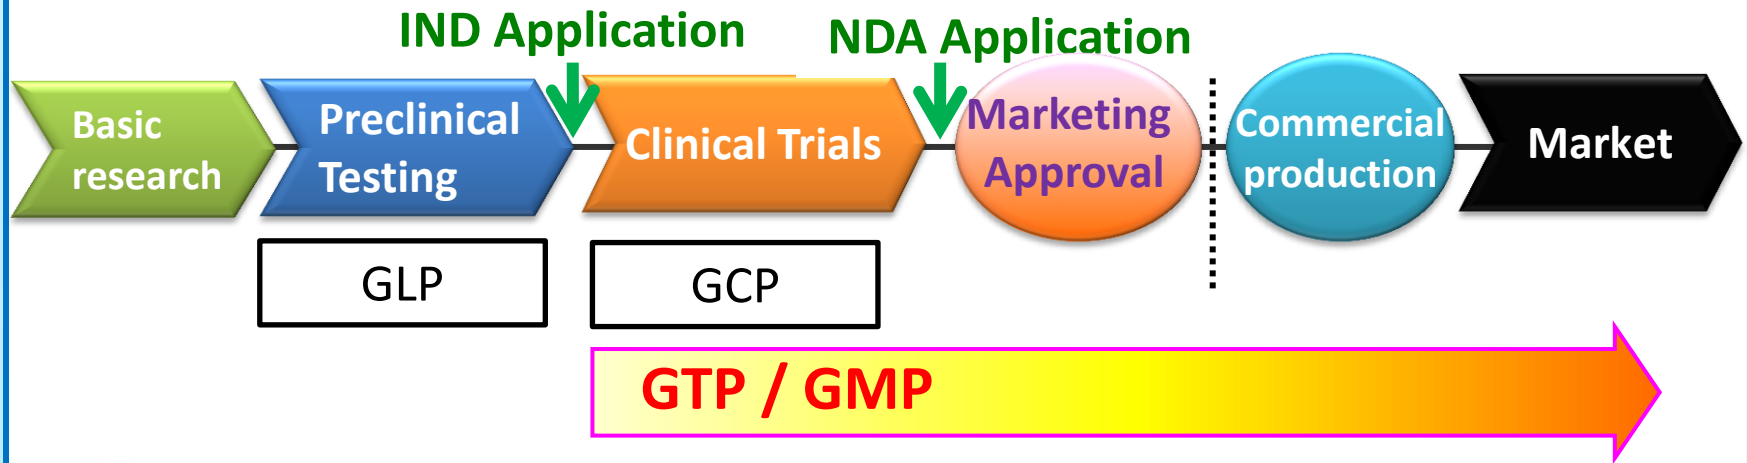 IND Application
NDA Application
Basic
research
Preclinical
Testing
Clinical Trials
Marketing
Approval
Commercial
production
Market
GLP
GCP
GTP / GMP